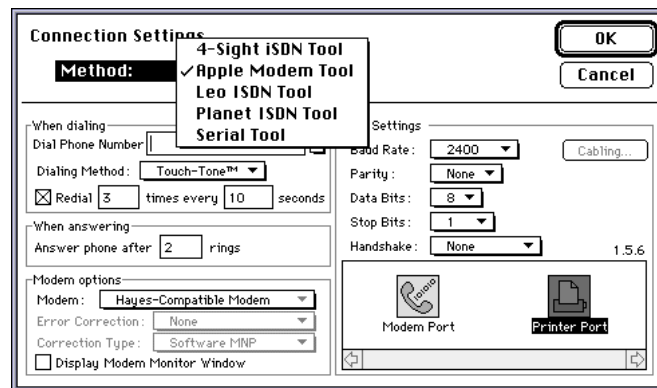 Connection Settings
Method:
4-Sight iSDN Tool
✓Apple Modem Tool
Leo ISDN Tool
Planet ISDN Tool
Serial Tool
OK
Cancel
When dialing
Dial Phone Number
Dialing Method: Touch-Tone™
Redial 3 times every 10 seconds
When answering
Answer phone after 2 rings
Modem options
Modem: Hayes-Compatible Modem
Error Correction: None
Correction Type: Software MNP
Display Modem Monitor Window
Settings
Baud Rate: 2400
Cabling...
Parity: None
Data Bits: 8
Stop Bits: 1
Handshake: None
1.5.6
Modem Port
Printer Port